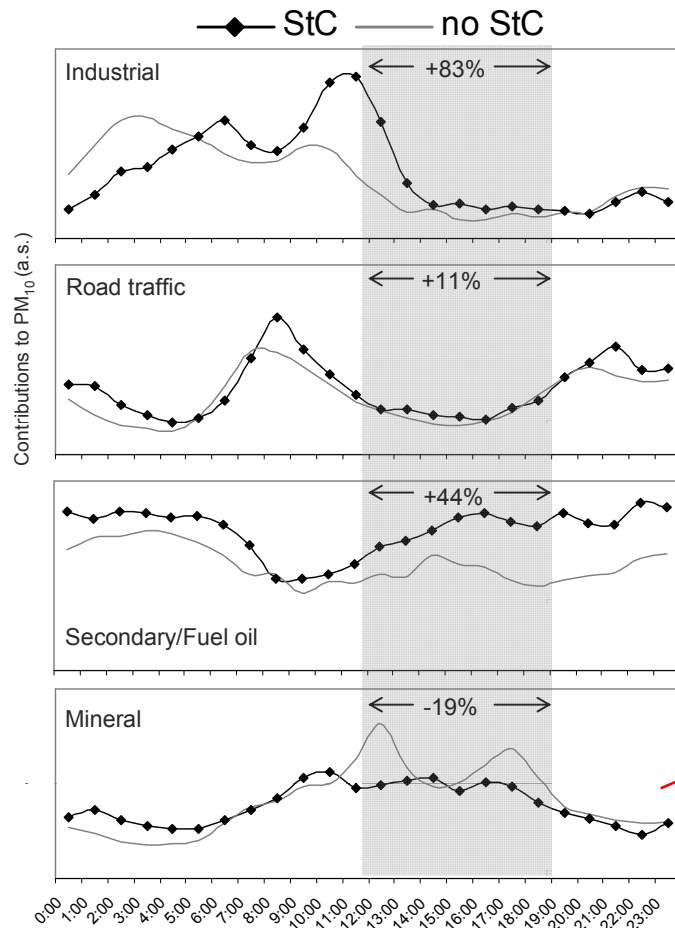 StC no StC
Industrial
+83%
Road traffic
+11%
Contributions to PM10 (a.s.)
+44%
Secondary/Fuel oil
Mineral
-19%
0:00 1:00 2:00 3:00 4:00 5:00 6:00 7:00 8:00 9:00 10:00 11:00 12:00 13:00 14:00 15:00 16:00 17:00 18:00 19:00 20:00 21:00 22:00 23:00